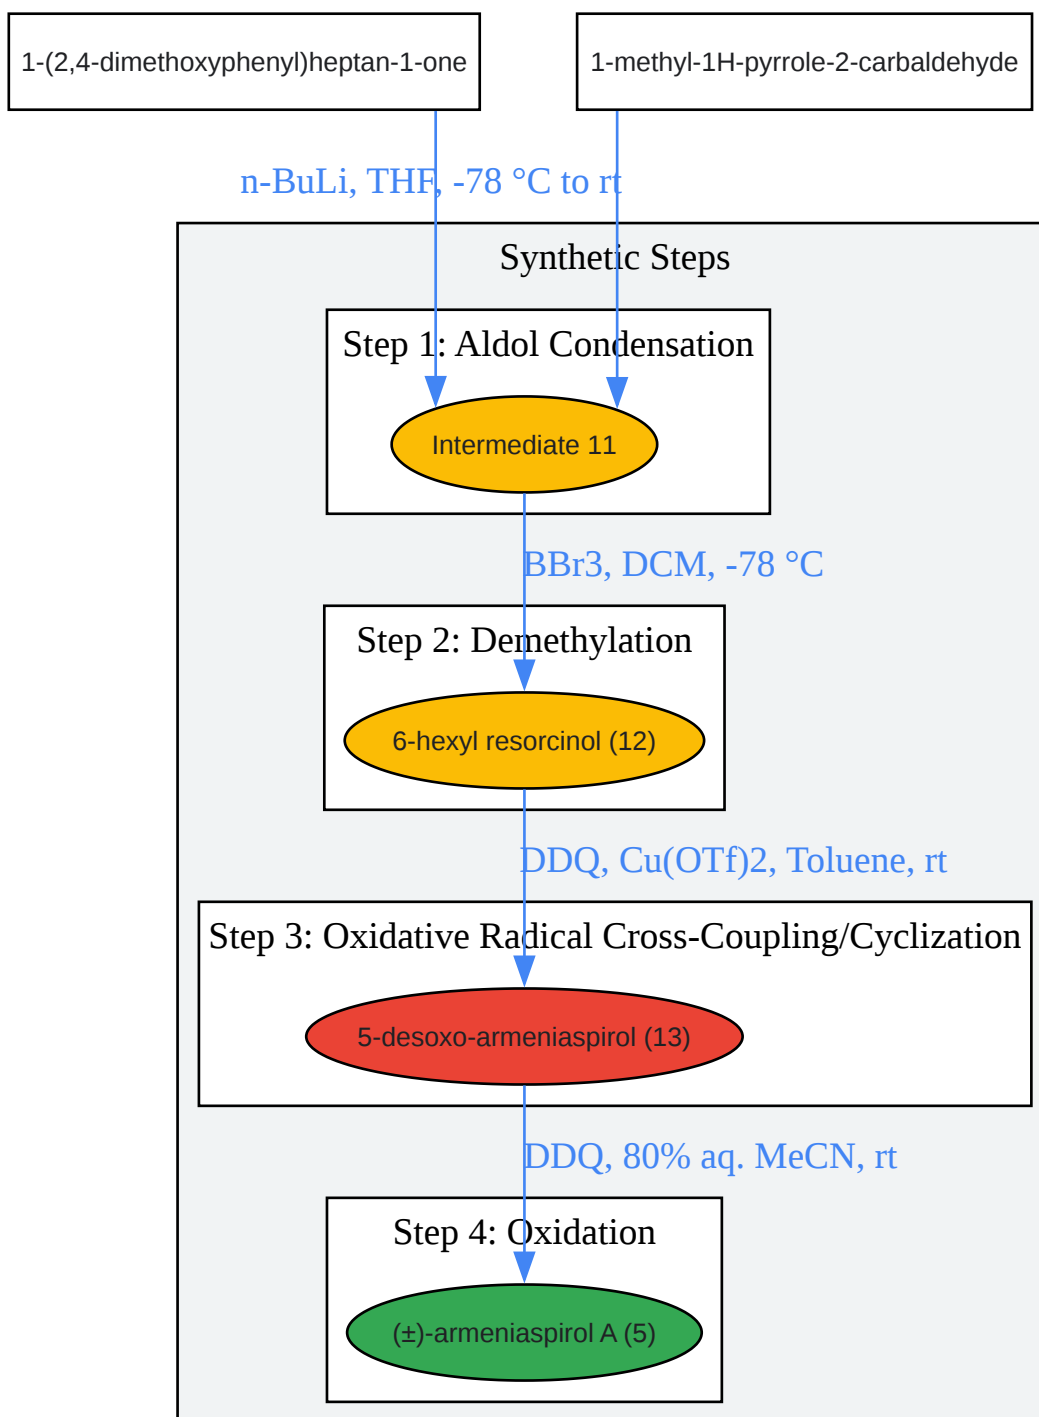 1-(2,4-dimethoxyphenyl)heptan-1-one
1-methyl-1H-pyrrole-2-carbaldehyde
n-BuLi, THF, -78 °C to rt
Synthetic Steps
Step 1: Aldol Condensation
Intermediate 11
BBr3, DCM, -78 °C
Step 2: Demethylation
6-hexyl resorcinol (12)
DDQ, Cu(OTf)2, Toluene, rt
Step 3: Oxidative Radical Cross-Coupling/Cyclization
5-desoxo-armeniaspirol (13)
DDQ, 80% aq. MeCN, rt
Step 4: Oxidation
(±)-armeniaspirol A (5)